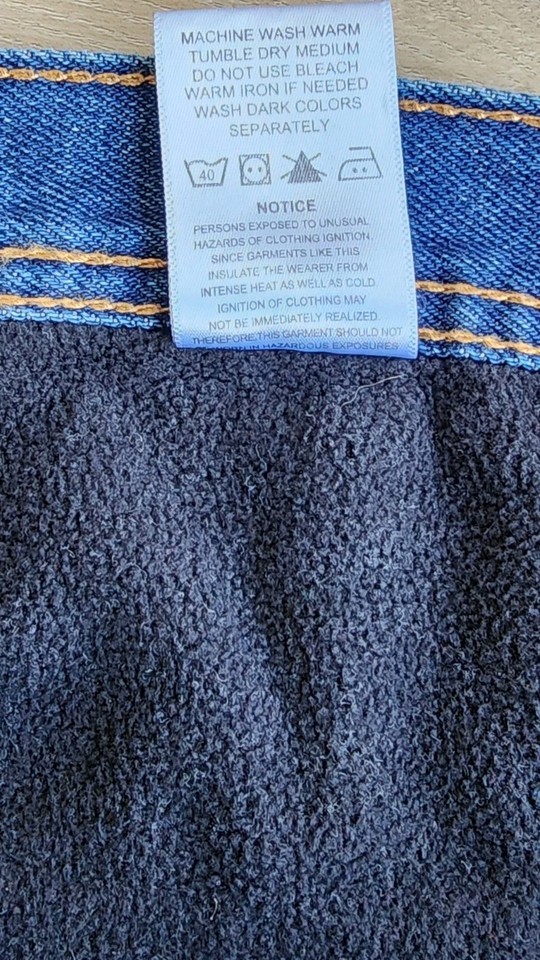 MACHINE WASH WARM
TUMBLE DRY MEDIUM
DO NOT USE BLEACH
WARM IRON IF NEEDED
WASH DARK COLORS
SEPARATELY
40
NOTICE
PERSONS EXPOSED TO UNUSUAL
HAZARDS OF CLOTHING IGNITION.
SINCE GARMENTS LIKE THIS
INSULATE THE WEARER FROM
INTENSE HEAT AS WELL AS COLD.
IGNITION OF CLOTHING MAY
NOT BE IMMEDIATELY REALIZED.
THEREFORE,THIS GARMENT SHOULD NOT
IN HAZARDOUS EXPOSURES